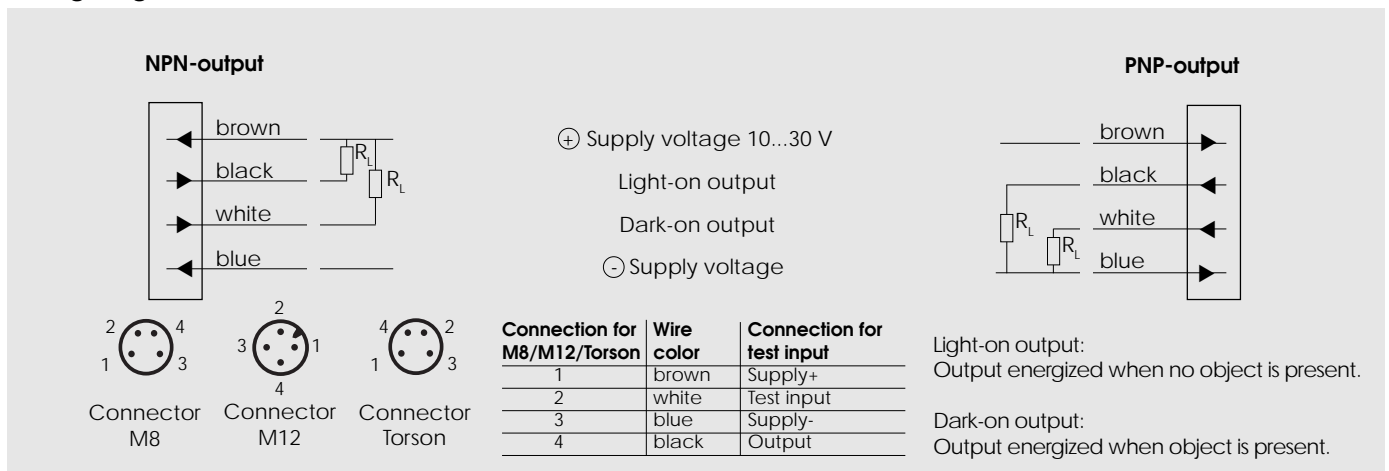 NPN-output
PNP-output
brown
black
white
blue
R_L
R_L
(+) Supply voltage 10...30 V
Light-on output
Dark-on output
(-) Supply voltage
brown
black
white
blue
R_L
R_L
2 4
1 3
Connector
M8
2
3 1
4
Connector
M12
4 2
1 3
Connector
Torson
Connection for M8/M12/Torson | Wire color | Connection for test input
1 | brown | Supply+
2 | white | Test input
3 | blue | Supply-
4 | black | Output
Light-on output:
Output energized when no object is present.
Dark-on output:
Output energized when object is present.